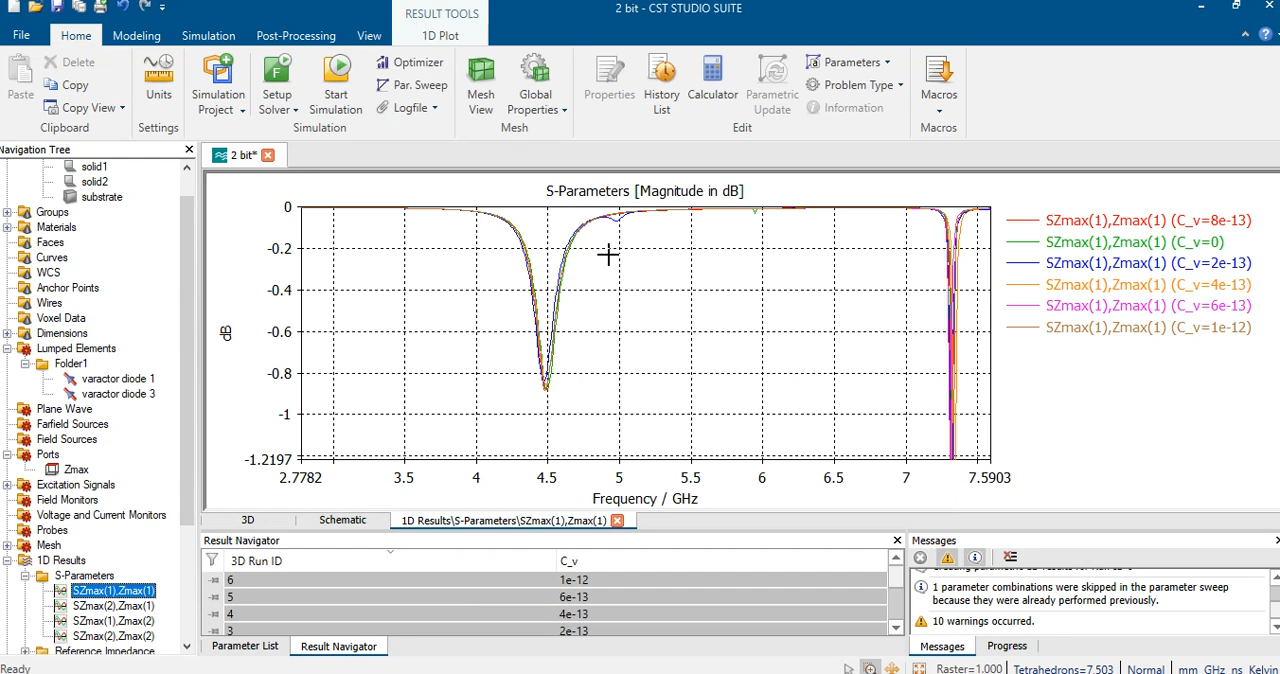 2 bit - CST STUDIO SUITE
RESULT TOOLS
File Home Modeling Simulation Post-Processing View 1D Plot
Paste
Delete
Copy
Copy View
Clipboard
Units
Settings
Simulation Project
Setup Solver
Start Simulation
Optimizer
Par. Sweep
Logfile
Simulation
Mesh View
Global Properties
Mesh
Properties
History List
Calculator
Parametric Update
Parameters
Problem Type
Information
Edit
Macros
Macros
Navigation Tree
solid1
solid2
substrate
Groups
Materials
Faces
Curves
WCS
Anchor Points
Wires
Voxel Data
Dimensions
Lumped Elements
Folder1
varactor diode 1
varactor diode 3
Plane Wave
Farfield Sources
Field Sources
Ports
Zmax
Excitation Signals
Field Monitors
Voltage and Current Monitors
Probes
Mesh
1D Results
S-Parameters
SZmax(1),Zmax(1)
SZmax(2),Zmax(1)
SZmax(1),Zmax(2)
SZmax(2),Zmax(2)
Reference Impedance
2 bit*
S-Parameters [Magnitude in dB]
0
-0.2
-0.4
-0.6
-0.8
-1
-1.2197
dB
2.7782 3.5 4 4.5 5 5.5 6 6.5 7 7.5903
Frequency / GHz
SZmax(1),Zmax(1) (C_v=8e-13)
SZmax(1),Zmax(1) (C_v=0)
SZmax(1),Zmax(1) (C_v=2e-13)
SZmax(1),Zmax(1) (C_v=4e-13)
SZmax(1),Zmax(1) (C_v=6e-13)
SZmax(1),Zmax(1) (C_v=1e-12)
3D Schematic 1D Results\S-Parameters\SZmax(1),Zmax(1)
Result Navigator
3D Run ID C_v
6 1e-12
5 6e-13
4 4e-13
3 2e-13
Parameter List Result Navigator
Messages
1 parameter combinations were skipped in the parameter sweep
because they were already performed previously.
10 warnings occurred.
Messages Progress
Ready
Raster=1.000 Tetrahedrons=7.503 Normal mm GHz ns Kelvin